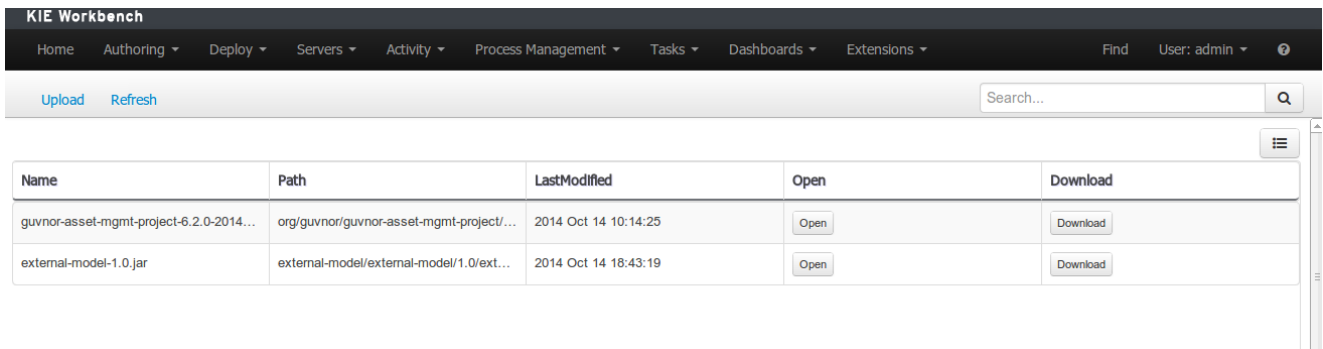 KIE Workbench
Home Authoring Deploy Servers Activity Process Management Tasks Dashboards Extensions Find User: admin
Upload Refresh Search...
Name Path LastModified Open Download
guvnor-asset-mgmt-project-6.2.0-2014... org/guvnor/guvnor-asset-mgmt-project/... 2014 Oct 14 10:14:25 Open Download
external-model-1.0.jar external-model/external-model/1.0/ext... 2014 Oct 14 18:43:19 Open Download